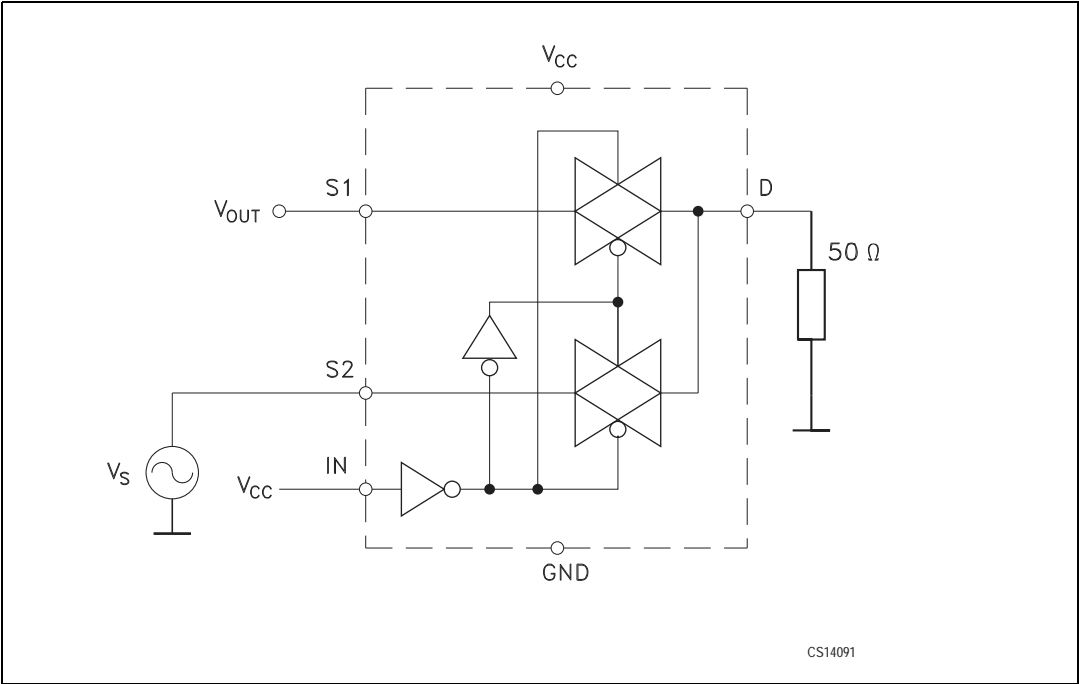 VCC
S1
D
VOUT
50 Ω
S2
IN
VS
VCC
GND
CS14091